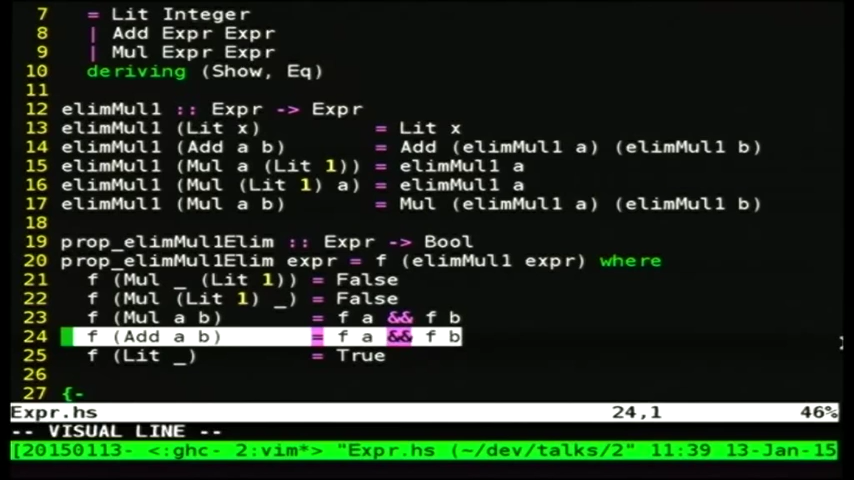 7     = Lit Integer
8     | Add Expr Expr
9     | Mul Expr Expr
10    deriving (Show, Eq)
11
12  elimMul1 :: Expr -> Expr
13  elimMul1 (Lit x)         = Lit x
14  elimMul1 (Add a b)       = Add (elimMul1 a) (elimMul1 b)
15  elimMul1 (Mul a (Lit 1)) = elimMul1 a
16  elimMul1 (Mul (Lit 1) a) = elimMul1 a
17  elimMul1 (Mul a b)       = Mul (elimMul1 a) (elimMul1 b)
18
19  prop_elimMul1Elim :: Expr -> Bool
20  prop_elimMul1Elim expr = f (elimMul1 expr) where
21    f (Mul _ (Lit 1)) = False
22    f (Mul (Lit 1) _) = False
23    f (Mul a b)       = f a && f b
24    f (Add a b)       = f a && f b
25    f (Lit _)         = True
26
27  {-
Expr.hs                                        24,1           46%
-- VISUAL LINE --
[20150113- <:ghc- 2:vim*> "Expr.hs (~/dev/talks/2" 11:39 13-Jan-15